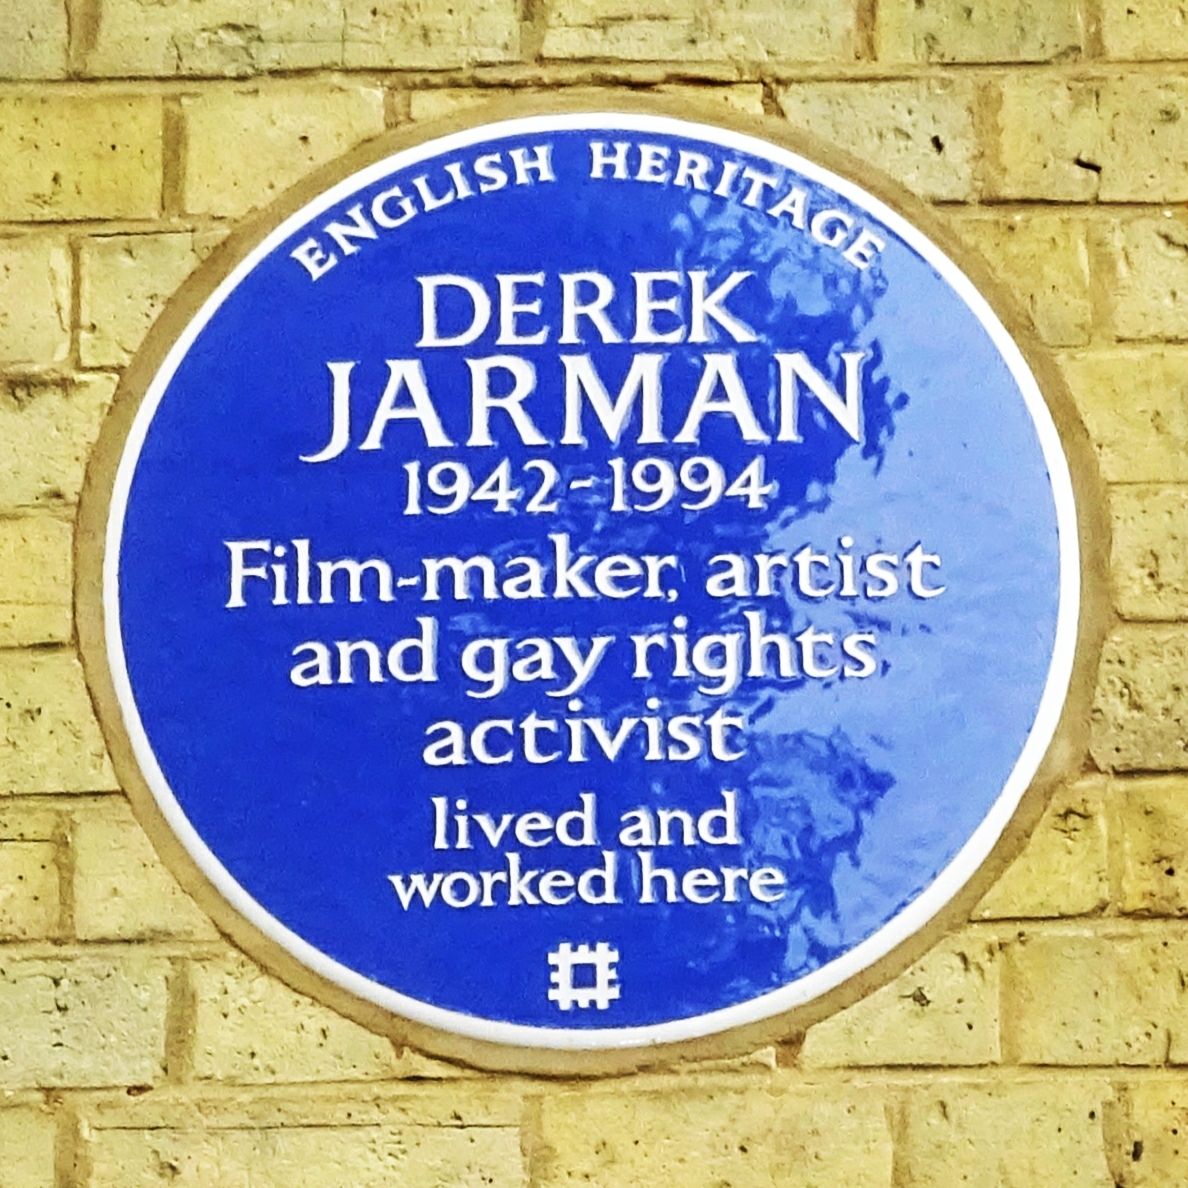 ENGLISH HERITAGE
DEREK
JARMAN
1942-1994
Film-maker, artist
and gay rights
activist
lived and
worked here